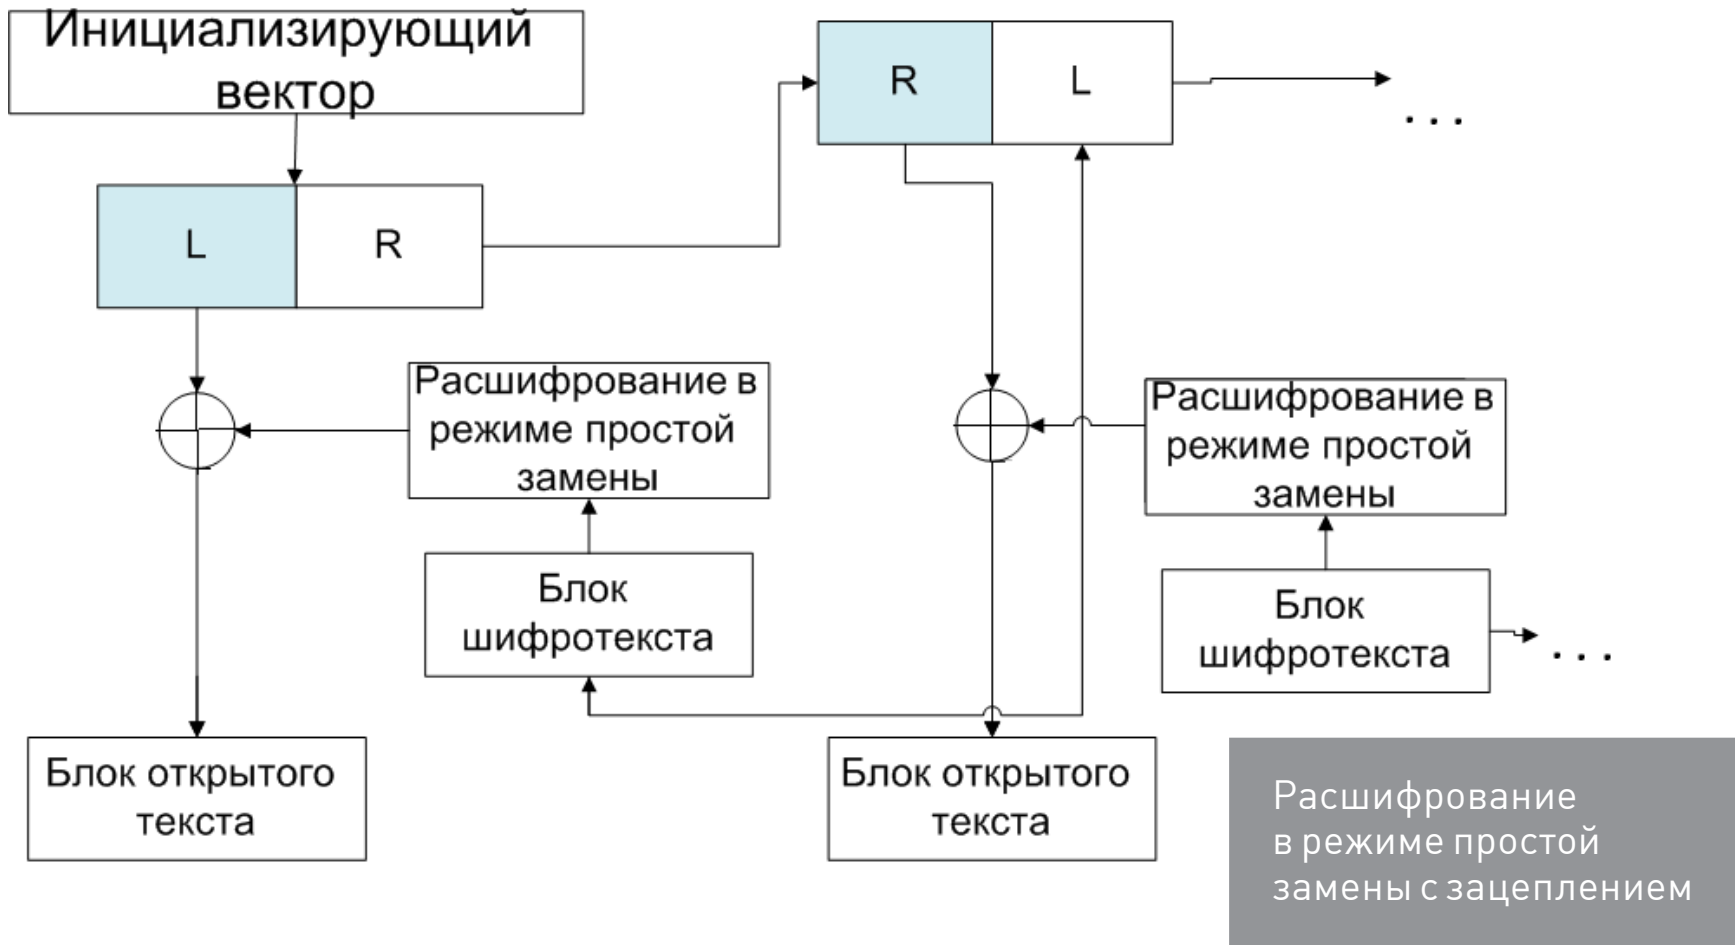 Инициализирующий
вектор
R
L
. . .
L
R
Расшифрование в
режиме простой
замены
Расшифрование в
режиме простой
замены
Блок
шифротекста
Блок
шифротекста
. . .
Блок открытого
текста
Блок открытого
текста
Расшифрование
в режиме простой
замены с зацеплением